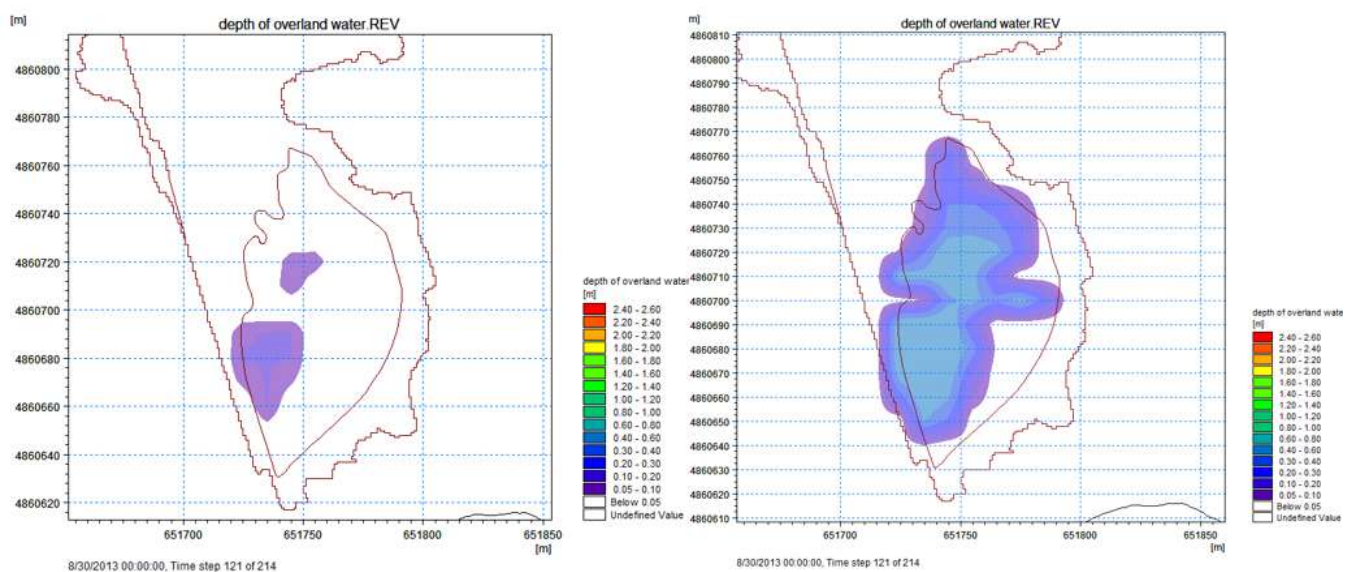 [m]
depth of overland water.REV
4860800
4860780
4860760
4860740
4860720
4860700
4860680
4860660
4860640
4860620
651700
651750
651800
651850
[m]
8/30/2013 00:00:00, Time step 121 of 214
depth of overland water
[m]
2.40 - 2.60
2.20 - 2.40
2.00 - 2.20
1.80 - 2.00
1.60 - 1.80
1.40 - 1.60
1.20 - 1.40
1.00 - 1.20
0.80 - 1.00
0.60 - 0.80
0.40 - 0.60
0.30 - 0.40
0.20 - 0.30
0.10 - 0.20
0.05 - 0.10
Below 0.05
Undefined Value
m]
depth of overland water.REV
4860810
4860800
4860790
4860780
4860770
4860760
4860750
4860740
4860730
4860720
4860710
4860700
4860690
4860680
4860670
4860660
4860650
4860640
4860630
4860620
4860610
651700
651750
651800
651850
[m]
8/30/2013 00:00:00, Time step 121 of 214
depth of overland water
[m]
2.40 - 2.60
2.20 - 2.40
2.00 - 2.20
1.80 - 2.00
1.60 - 1.80
1.40 - 1.60
1.20 - 1.40
1.00 - 1.20
0.80 - 1.00
0.60 - 0.80
0.40 - 0.60
0.30 - 0.40
0.20 - 0.30
0.10 - 0.20
0.05 - 0.10
Below 0.05
Undefined Value